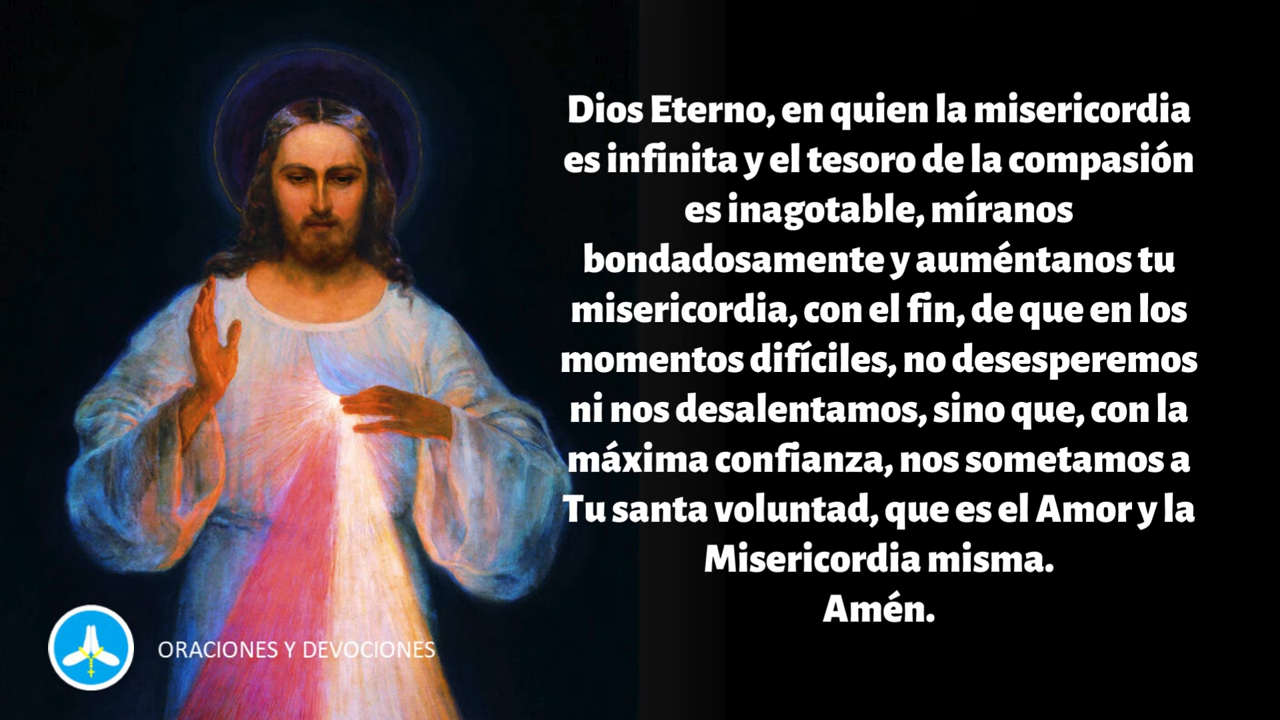 Dios Eterno, en quien la misericordia
es infinita y el tesoro de la compasión
es inagotable, míranos
bondadosamente y auméntanos tu
misericordia, con el fin, de que en los
momentos difíciles, no desesperemos
ni nos desalentamos, sino que, con la
máxima confianza, nos sometamos a
Tu santa voluntad, que es el Amor y la
Misericordia misma.
Amén.
ORACIONES Y DEVOCIONES